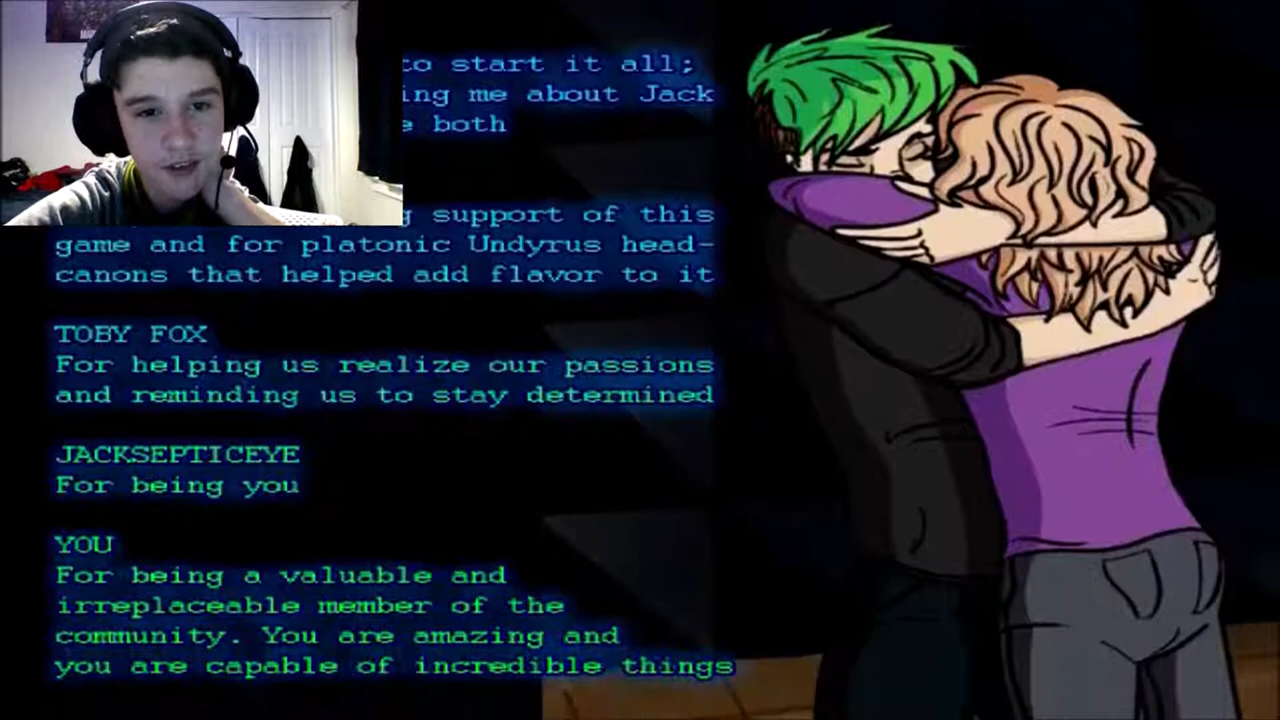 to start it all;
ing me about Jack
e both
g support of this
game and for platonic Undyrus head-
canons that helped add flavor to it
TOBY FOX
For helping us realize our passions
and reminding us to stay determined
JACKSEPTICEYE
For being you
YOU
For being a valuable and
irreplaceable member of the
community. You are amazing and
you are capable of incredible things